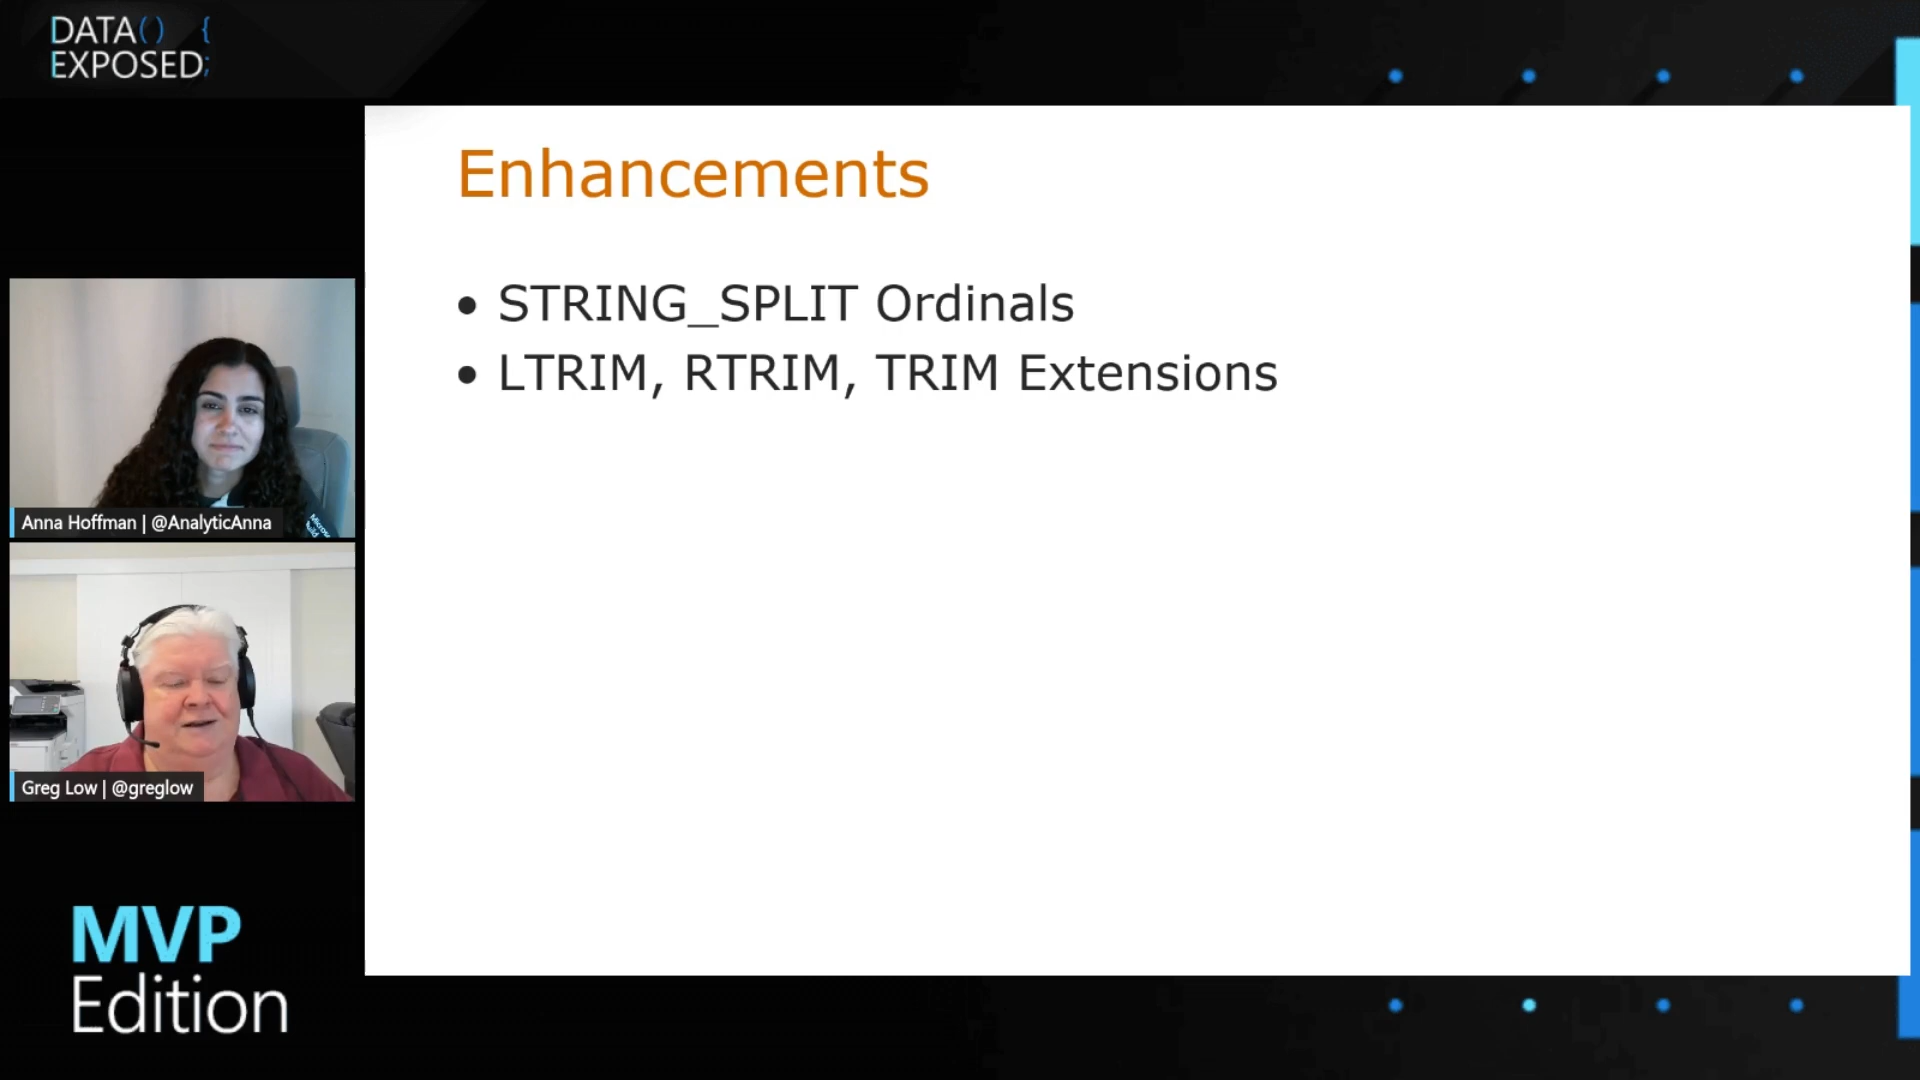 DATA() {
EXPOSED;
Enhancements
• STRING_SPLIT Ordinals
• LTRIM, RTRIM, TRIM Extensions
Anna Hoffman | @AnalyticAnna
Greg Low | @greglow
MVP
Edition